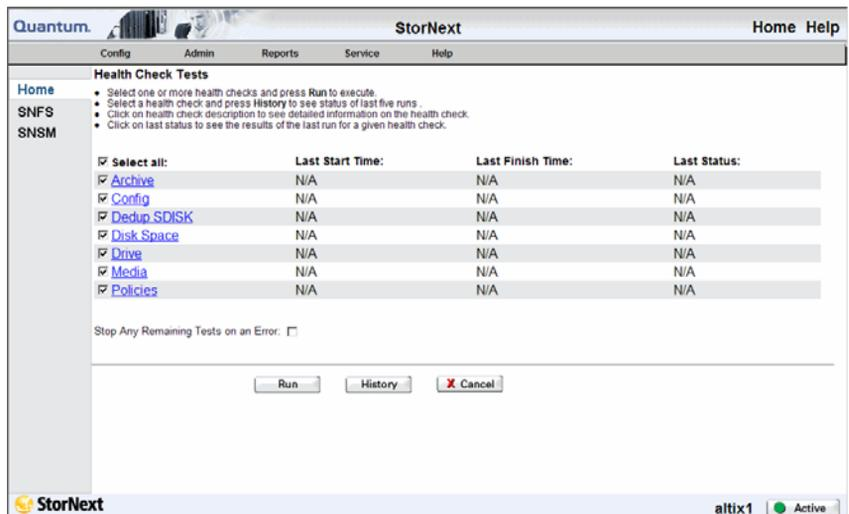 Quantum. StorNext Home Help
Config Admin Reports Service Help
Home
SNFS
SNSM
Health Check Tests
Select one or more health checks and press Run to execute.
Select a health check and press History to see status of last five runs .
Click on health check description to see detailed information on the health check.
Click on last status to see the results of the last run for a given health check.
Select all: Last Start Time: Last Finish Time: Last Status:
Archive N/A N/A N/A
Config N/A N/A N/A
Dedup SDISK N/A N/A N/A
Disk Space N/A N/A N/A
Drive N/A N/A N/A
Media N/A N/A N/A
Policies N/A N/A N/A
Stop Any Remaining Tests on an Error:
Run History X Cancel
StorNext altix1 Active